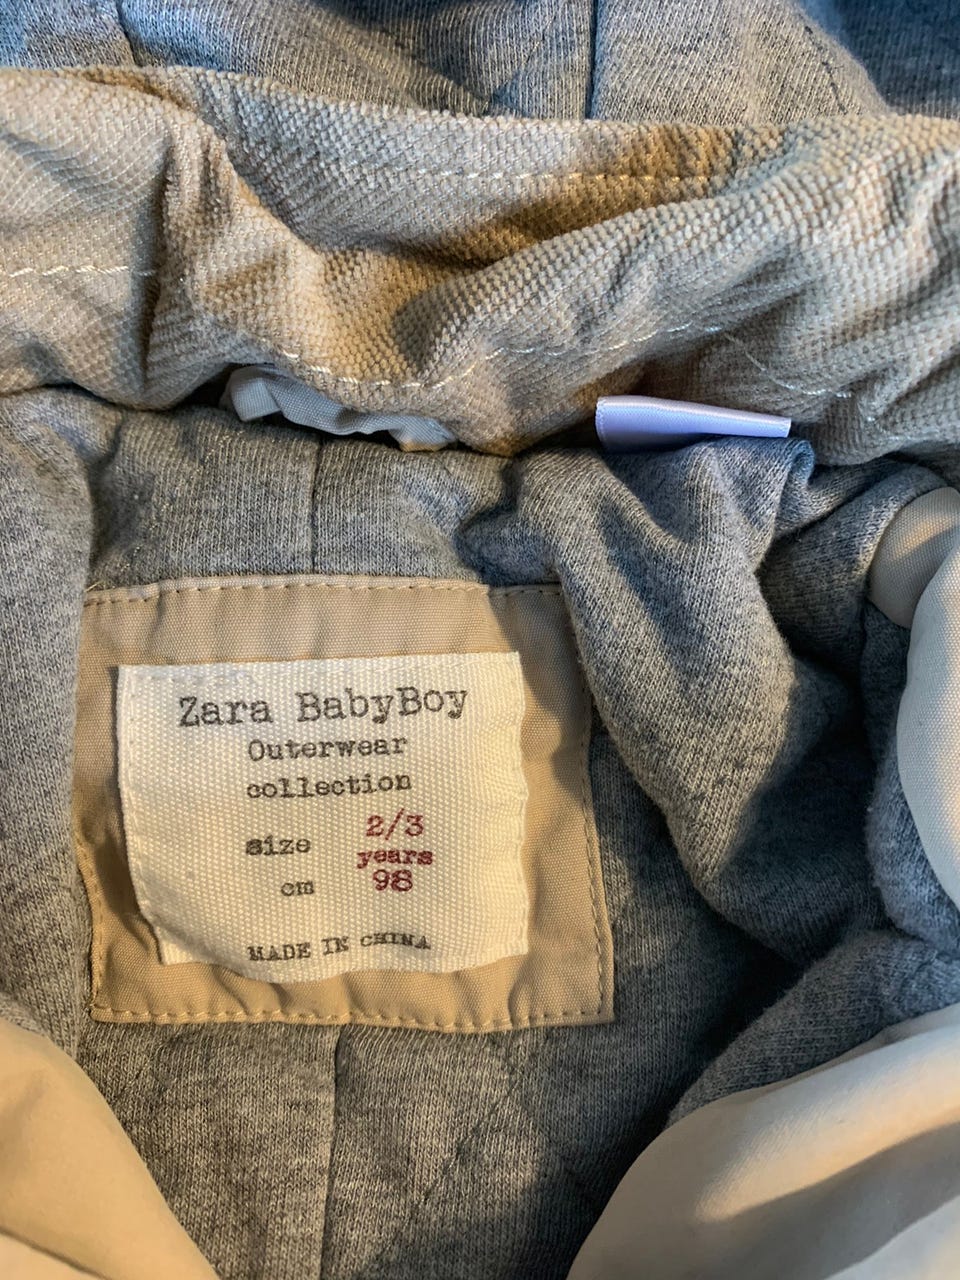 Zara BabyBoy
Outerwear
collection
size 2/3
years
cm 98
MADE IN CHINA